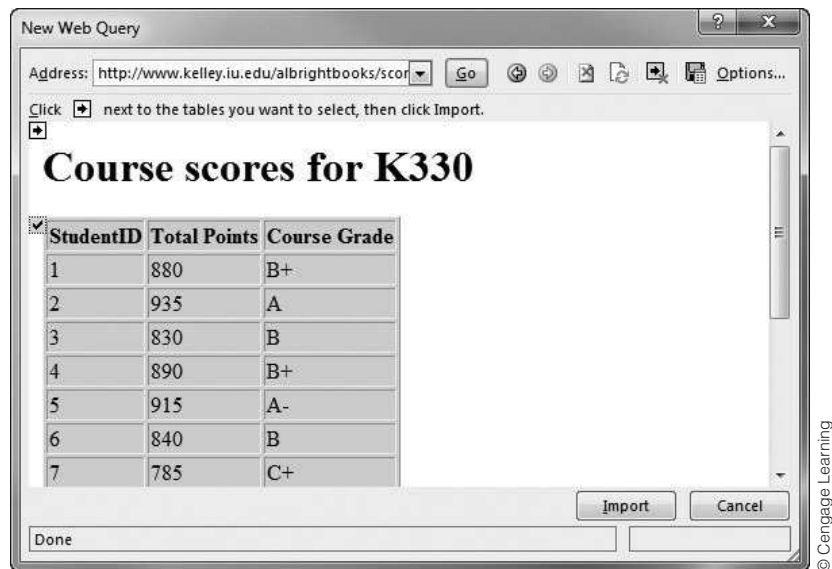 New Web Query
? X
Address: http://www.kelley.iu.edu/albrightbooks/scor Go Options...
Click next to the tables you want to select, then click Import.
Course scores for K330
StudentID Total Points Course Grade
1 880 B+
2 935 A
3 830 B
4 890 B+
5 915 A-
6 840 B
7 785 C+
Import Cancel
Done
© Cengage Learning